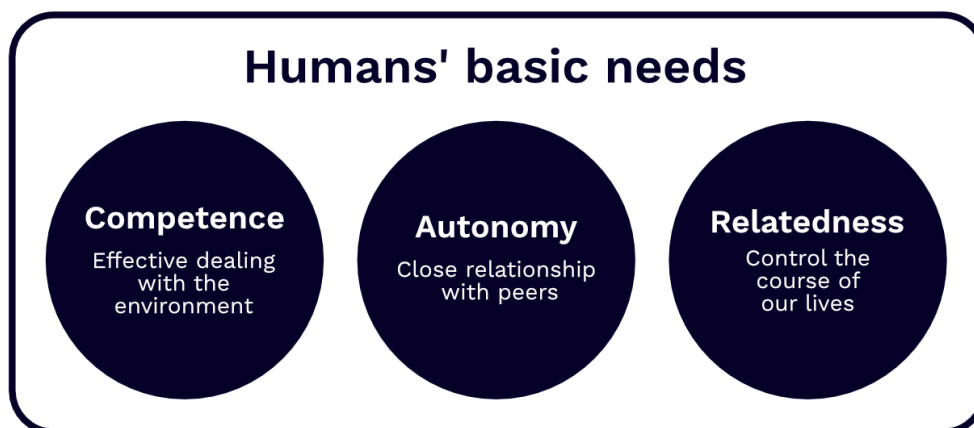 Humans' basic needs
Competence
Effective dealing
with the
environment
Autonomy
Close relationship
with peers
Relatedness
Control the
course of
our lives